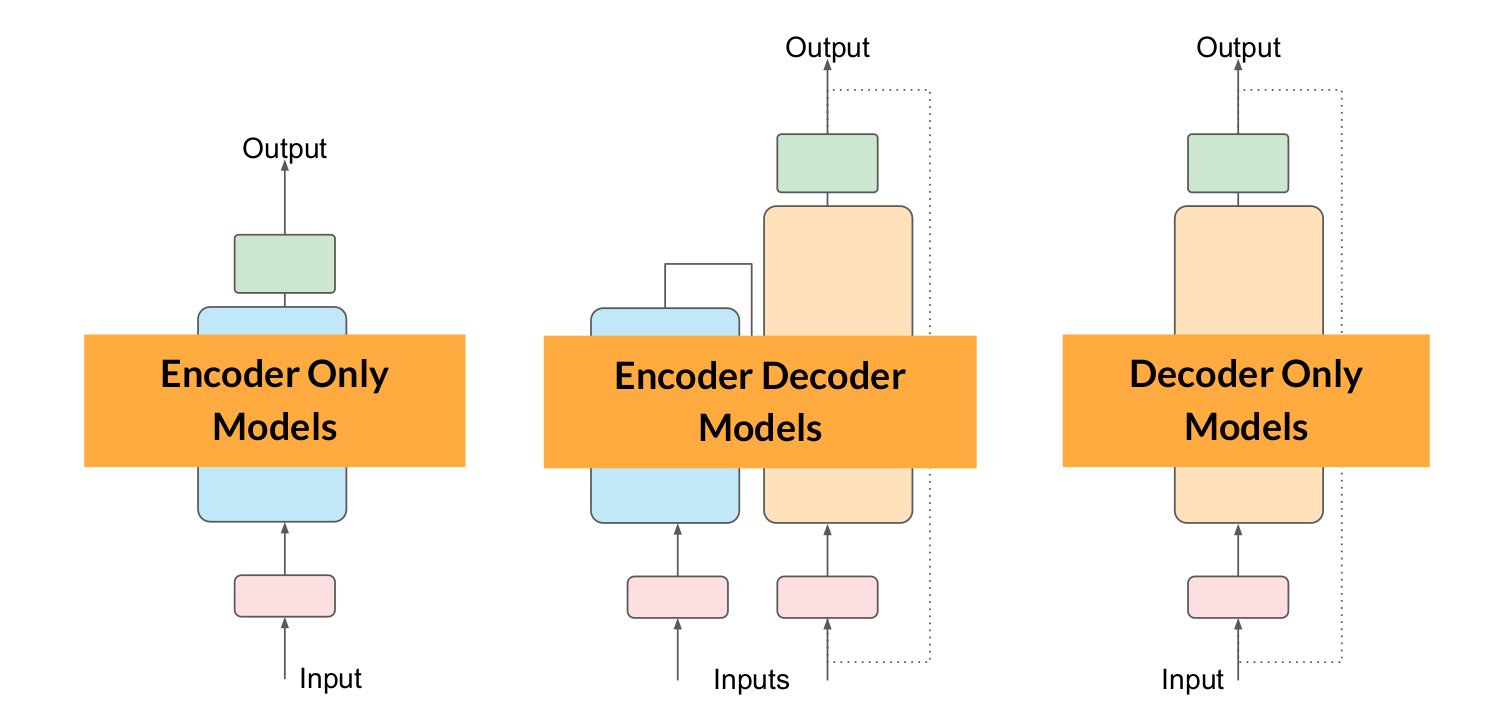 Output
Encoder Only
Models
Input
Output
Encoder Decoder
Models
Inputs
Output
Decoder Only
Models
Input